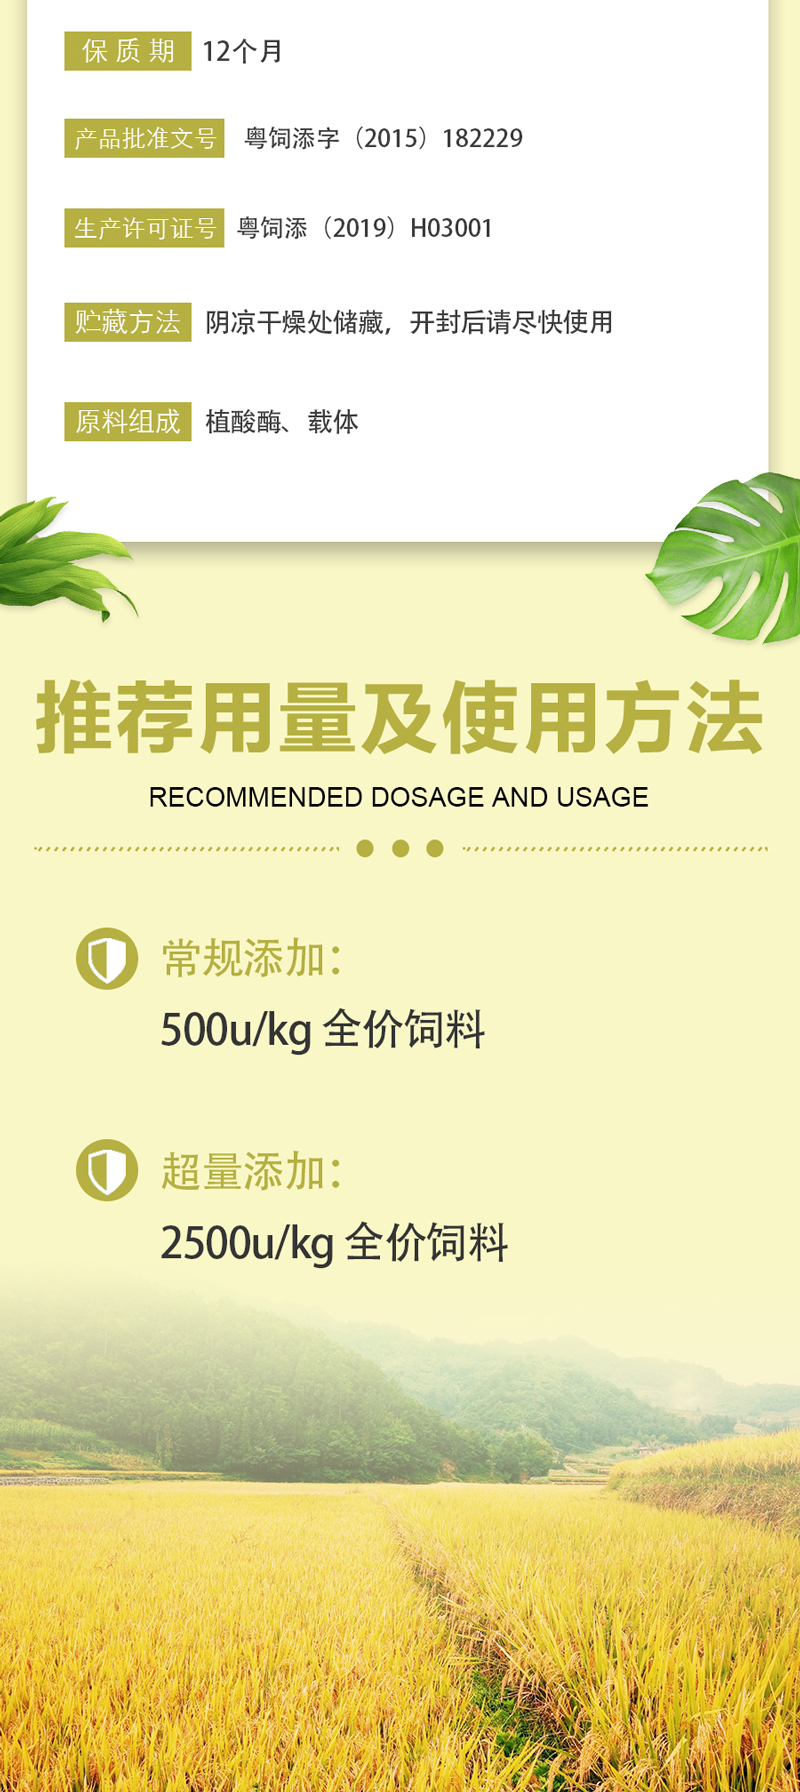 保质期 12个月
产品批准文号 粤饲添字（2015）182229
生产许可证号 粤饲添（2019）H03001
贮藏方法 阴凉干燥处储藏，开封后请尽快使用
原料组成 植酸酶、载体
推荐用量及使用方法
RECOMMENDED DOSAGE AND USAGE
常规添加：
500u/kg 全价饲料
超量添加：
2500u/kg 全价饲料